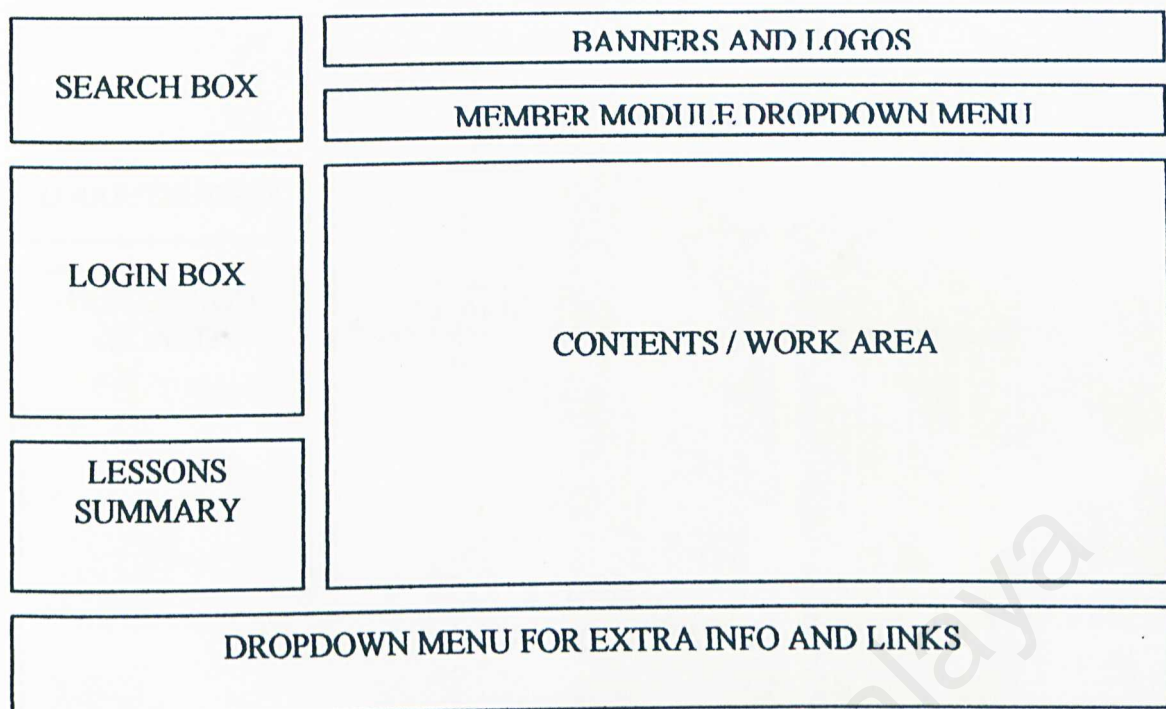 SEARCH BOX
BANNERS AND LOGOS
MEMBER MODULE DROPDOWN MENU
LOGIN BOX
CONTENTS / WORK AREA
LESSONS
SUMMARY
DROPDOWN MENU FOR EXTRA INFO AND LINKS